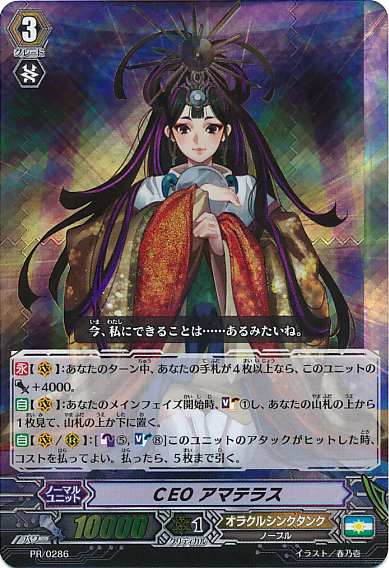 3
グレード
今、私にできることは……あるみたいね。
永【】:あなたのターン中、あなたの手札が4枚以上なら、このユニットの
+4000。
自【】:あなたのメインフェイズ開始時、①し、あなたの山札の上から
1枚見て、山札の上か下に置く。
自【/】:[⑤,⑧]このユニットのアタックがヒットした時、
コストを払ってよい。払ったら、5枚まで引く。
ノーマル
ユニット
CEO アマテラス
パワー
10000
1
クリティカル
オラクルシンクタンク
ノーブル
PR/0286
イラスト/春乃壱